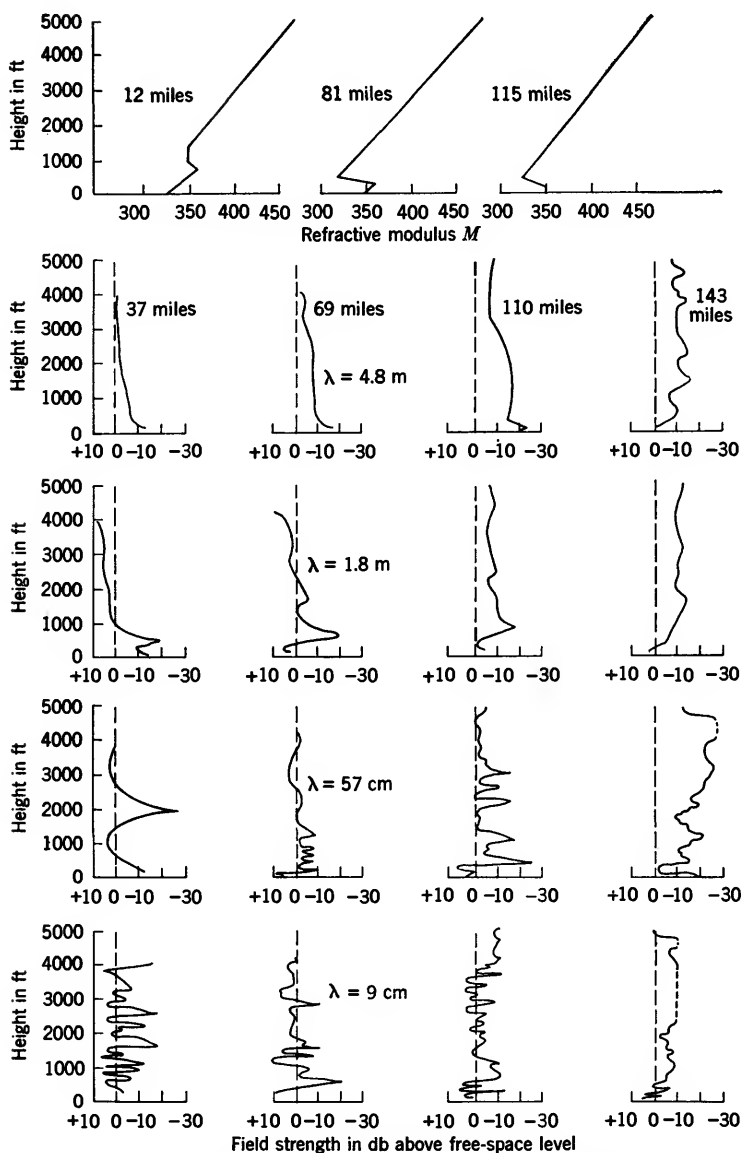 Height in ft
5000
4000
3000
2000
1000
0
12 miles
81 miles
115 miles
300 350 400 450
300 350 400 450
300 350 400 450
Refractive modulus M
Height in ft
5000
4000
3000
2000
1000
0
37 miles
69 miles
110 miles
143 miles
λ = 4.8 m
+10 0 -10 -30
+10 0 -10 -30
+10 0 -10 -30
+10 0 -10 -30
Height in ft
5000
4000
3000
2000
1000
0
λ = 1.8 m
+10 0 -10 -30
+10 0 -10 -30
+10 0 -10 -30
+10 0 -10 -30
Height in ft
5000
4000
3000
2000
1000
0
λ = 57 cm
+10 0 -10 -30
+10 0 -10 -30
+10 0 -10 -30
+10 0 -10 -30
Height in ft
5000
4000
3000
2000
1000
0
λ = 9 cm
+10 0 -10 -30
+10 0 -10 -30
+10 0 -10 -30
+10 0 -10 -30
Field strength in db above free-space level